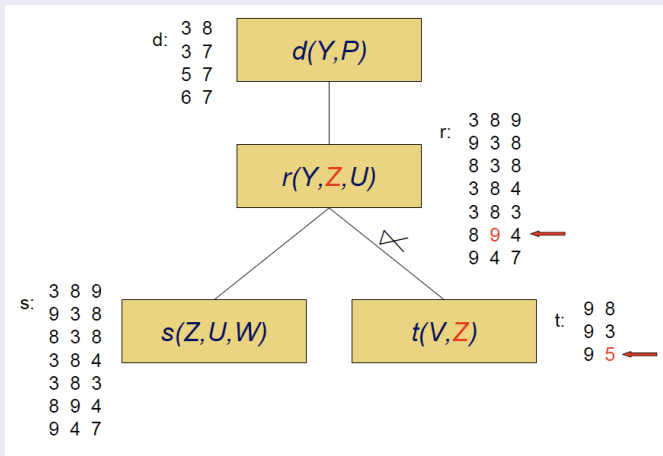 d:
3 8
3 7
5 7
6 7
d(Y,P)
r:
3 8 9
9 3 8
8 3 8
3 8 4
3 8 3
8 9 4
9 4 7
r(Y,Z,U)
s:
3 8 9
9 3 8
8 3 8
3 8 4
3 8 3
8 9 4
9 4 7
s(Z,U,W)
t(V,Z)
t:
9 8
9 3
9 5